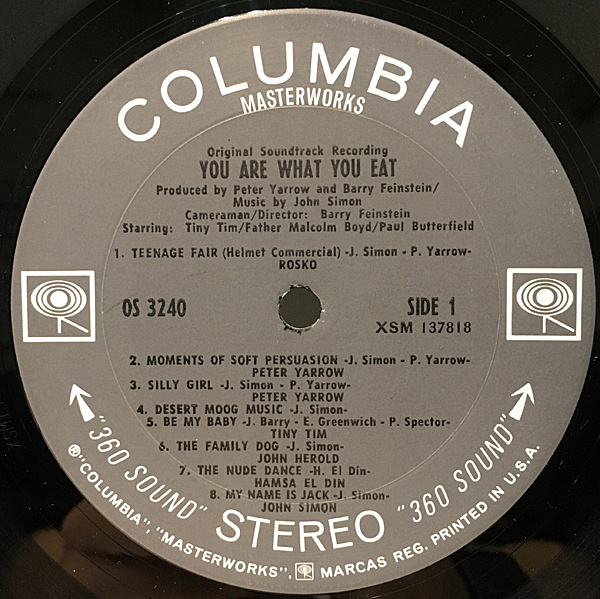 COLUMBIA
MASTERWORKS
Original Soundtrack Recording
YOU ARE WHAT YOU EAT
Produced by Peter Yarrow and Barry Feinstein/
Music by John Simon
Cameraman/Director: Barry Feinstein
Starring: Tiny Tim/Father Malcolm Boyd/Paul Butterfield
1. TEENAGE FAIR (Helmet Commercial) -J. Simon - P. Yarrow-
ROSKO
OS 3240
SIDE 1
XSM 137818
2. MOMENTS OF SOFT PERSUASION -J. Simon - P. Yarrow-
PETER YARROW
3. SILLY GIRL -J. Simon - P. Yarrow-
PETER YARROW
4. DESERT MOOG MUSIC -J. Simon-
5. BE MY BABY -J. Barry - E. Greenwich - P. Spector-
TINY TIM
6. THE FAMILY DOG -J. Simon-
JOHN HEROLD
7. THE NUDE DANCE -H. El Din-
HAMSA EL DIN
8. MY NAME IS JACK -J. Simon-
JOHN SIMON
"360 SOUND" STEREO "360 SOUND"
®"COLUMBIA", "MASTERWORKS", MARCAS REG. PRINTED IN U.S.A.